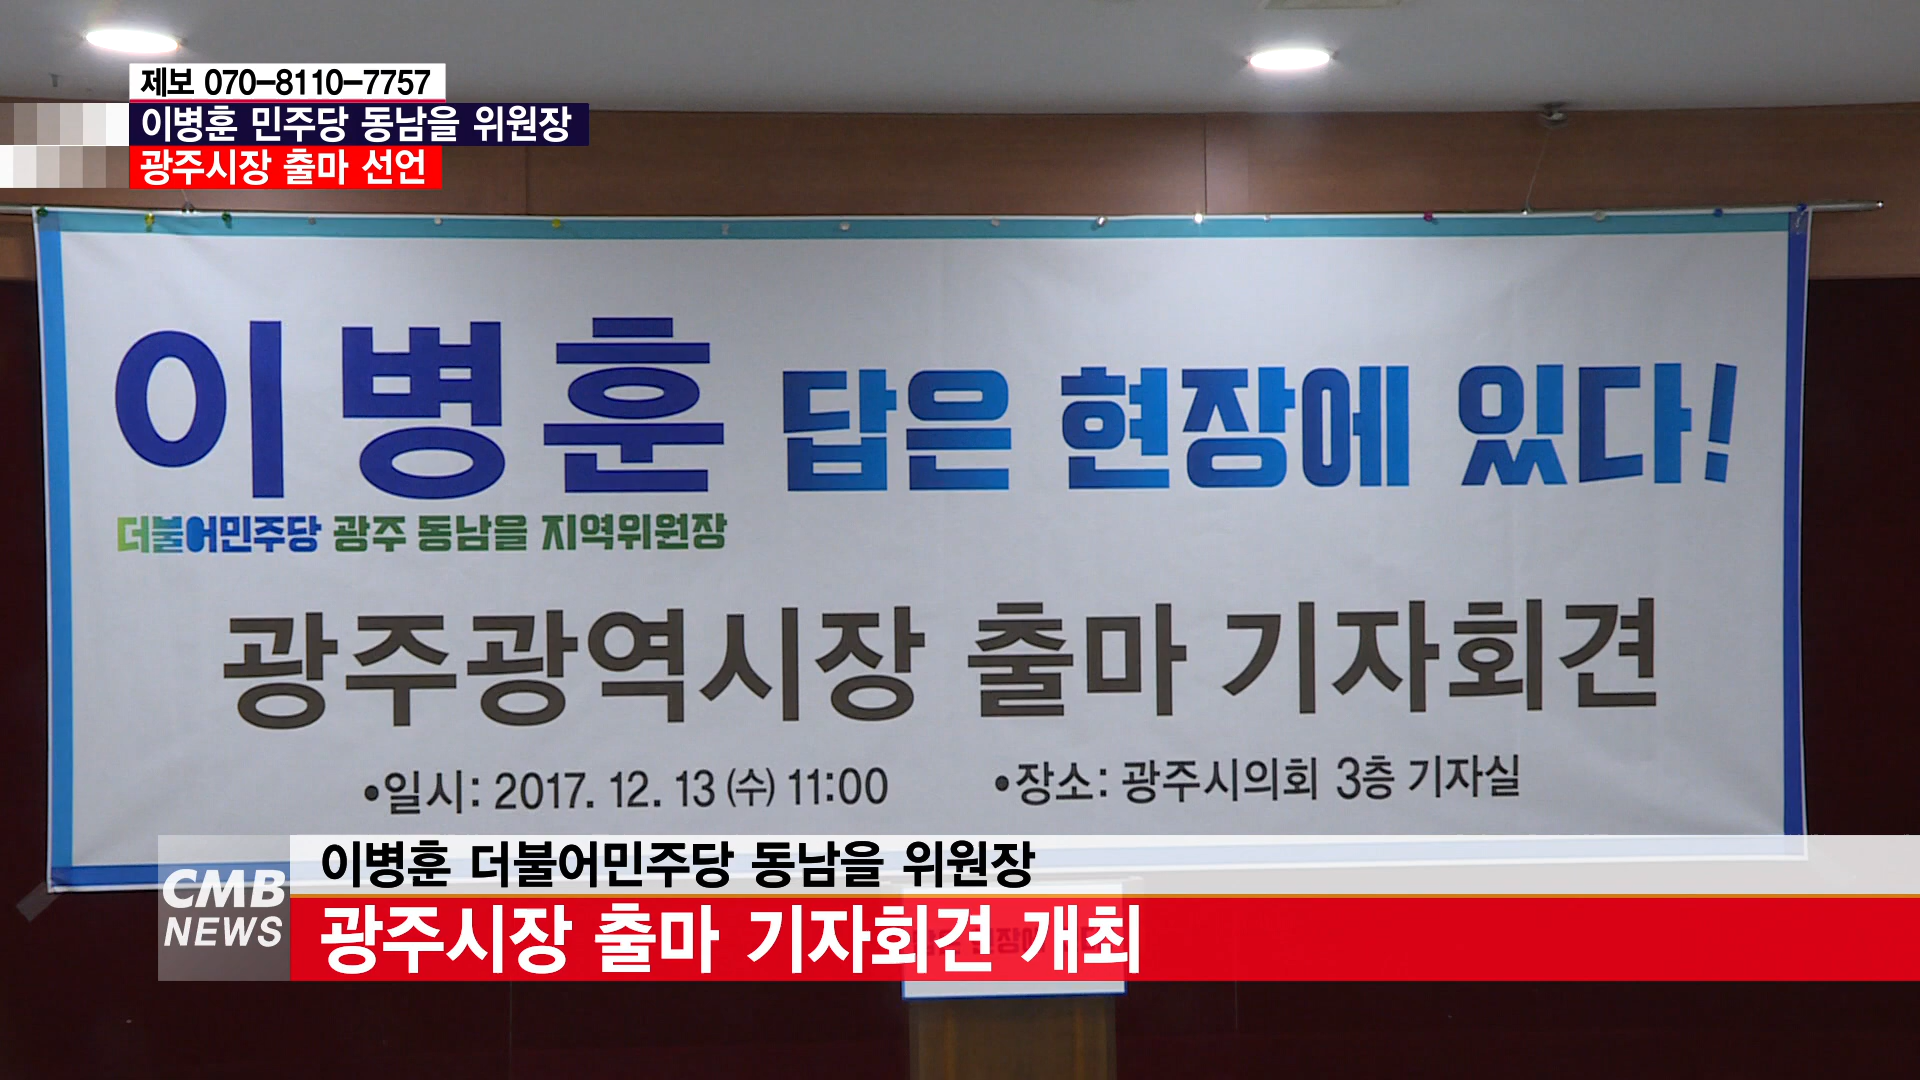 제보 070-8110-7757
이병훈 민주당 동남을 위원장
광주시장 출마 선언
이병훈 답은 현장에 있다!
더불어민주당 광주 동남을 지역위원장
광주광역시장 출마 기자회견
•일시: 2017. 12. 13 (수) 11:00 •장소: 광주시의회 3층 기자실
CMB NEWS
이병훈 더불어민주당 동남을 위원장
광주시장 출마 기자회견 개최